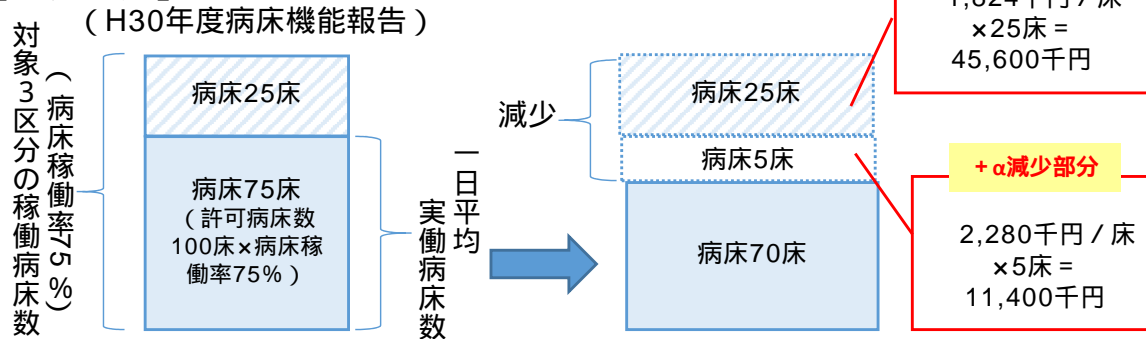 （H30年度病床機能報告）
対象3区分の稼働病床数
（病床稼働率75%）
病床25床
病床75床
（許可病床数
100床×病床稼
働率75%）
一日平均
実働病床数
減少
病床25床
病床5床
病床70床
×25床＝
45,600千円
+α減少部分
2,280千円／床
×5床＝
11,400千円